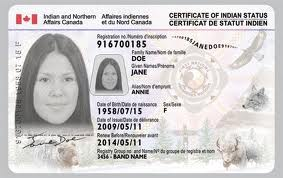 Indian and Northern Affairs Canada
Affaires indiennes et du Nord Canada
CERTIFICATE OF INDIAN STATUS
CERTIFICAT DE STATUT INDIEN
Registration no./Numéro d'inscription
916700185
Family Name/Nom de famille
DOE
Given Names/Prénoms
JANE
Alias/Nom d'emprunt
ANNIE
Date of Birth/Date de naissance
Sex/Sexe
1958/07/15
F
Date of Issue/Date de délivrance
2009/05/11
Renew Before/Renouveler avant
2014/05/11
Registry Group No. and Name/Nº du groupe de registre et nom
3456 - BAND NAME
JANEDOE